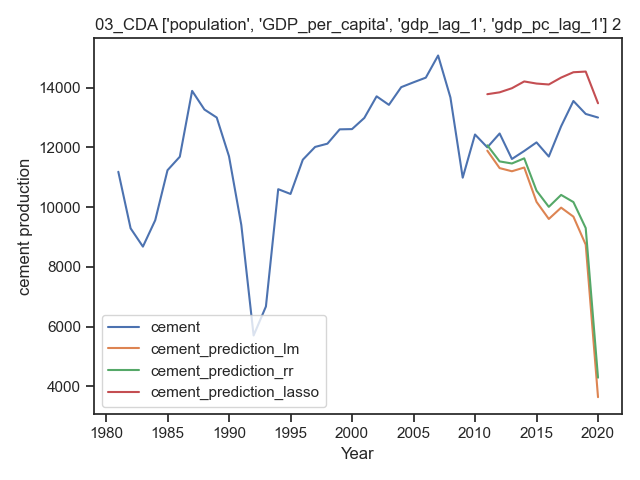 03_CDA ['population', 'GDP_per_capita', 'gdp_lag_1', 'gdp_pc_lag_1'] 2
14000
12000
10000
8000
6000
4000
cement production
cement
cement_prediction_lm
cement_prediction_rr
cement_prediction_lasso
1980 1985 1990 1995 2000 2005 2010 2015 2020
Year